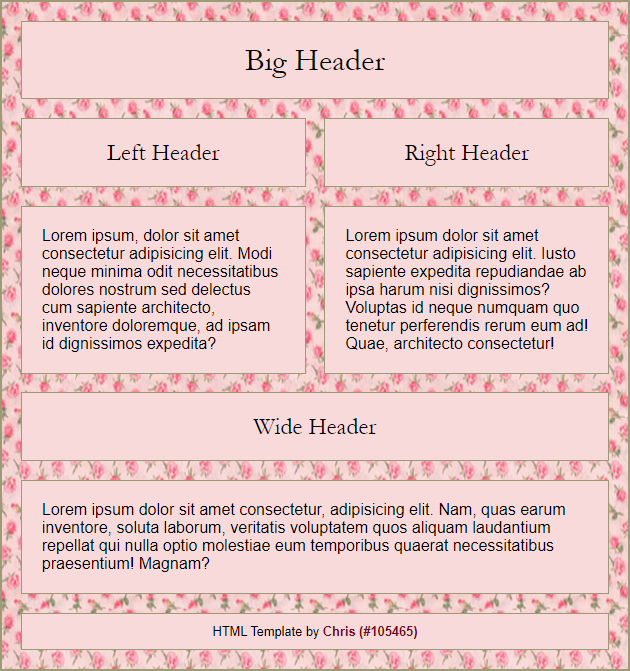 Big Header
Left Header
Right Header
Lorem ipsum, dolor sit amet
consectetur adipisicing elit. Modi
neque minima odit necessitatibus
dolores nostrum sed delectus
cum sapiente architecto,
inventore doloremque, ad ipsam
id dignissimos expedita?
Lorem ipsum dolor sit amet
consectetur adipisicing elit. Iusto
sapiente expedita repudiandae ab
ipsa harum nisi dignissimos?
Voluptas id neque numquam quo
tenetur perferendis rerum eum ad!
Quae, architecto consectetur!
Wide Header
Lorem ipsum dolor sit amet consectetur, adipisicing elit. Nam, quas earum
inventore, soluta laborum, veritatis voluptatem quos aliquam laudantium
repellat qui nulla optio molestiae eum temporibus quaerat necessitatibus
praesentium! Magnam?
HTML Template by Chris (#105465)